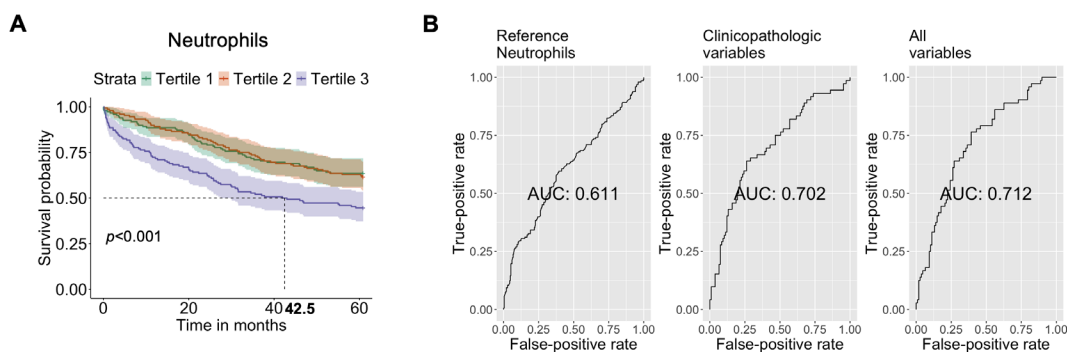 A
Neutrophils
Strata Tertile 1 Tertile 2 Tertile 3
Survival probability
1.00
0.75
0.50
0.25
0.00
p<0.001
0 20 40 42.5 60
Time in months
B
Reference
Neutrophils
True-positive rate
1.00
0.75
0.50
0.25
0.00
AUC: 0.611
0.00 0.25 0.50 0.75 1.00
False-positive rate
Clinicopathologic
variables
True-positive rate
1.00
0.75
0.50
0.25
0.00
AUC: 0.702
0.00 0.25 0.50 0.75 1.00
False-positive rate
All
variables
True-positive rate
1.00
0.75
0.50
0.25
0.00
AUC: 0.712
0.00 0.25 0.50 0.75 1.00
False-positive rate